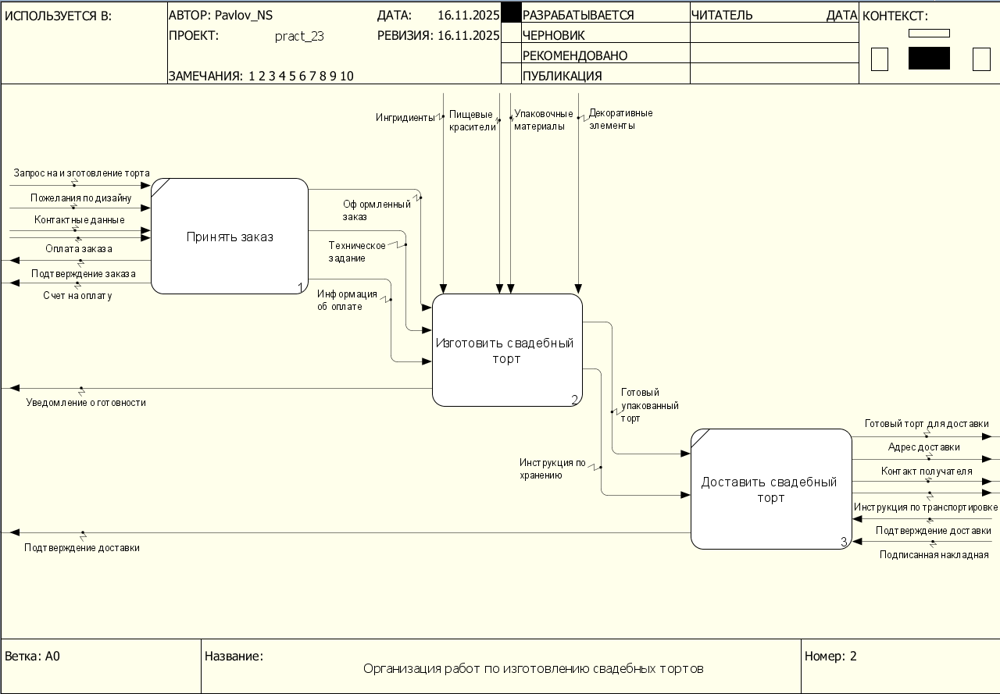 ИСПОЛЬЗУЕТСЯ В:
АВТОР: Pavlov_NS
ДАТА: 16.11.2025
ПРОЕКТ: pract_23
РЕВИЗИЯ: 16.11.2025
ЗАМЕЧАНИЯ: 1 2 3 4 5 6 7 8 9 10
РАЗРАБАТЫВАЕТСЯ
ЧЕРНОВИК
РЕКОМЕНДОВАНО
ПУБЛИКАЦИЯ
ЧИТАТЕЛЬ ДАТА
КОНТЕКСТ:
Ингридиенты
Пищевые
красители
Упаковочные
материалы
Декоративные
элементы
Запрос на изготовление торта
Пожелания по дизайну
Контактные данные
Оплата заказа
Подтверждение заказа
Счет на оплату
Принять заказ
1
Оформленный
заказ
Техническое
задание
Информация
об оплате
Изготовить свадебный
торт
2
Уведомление о готовности
Готовый
упакованный
торт
Инструкция по
хранению
Доставить свадебный
торт
3
Готовый торт для доставки
Адрес доставки
Контакт получателя
Инструкция по транспортировке
Подтверждение доставки
Подписанная накладная
Подтверждение доставки
Ветка: A0
Название:
Организация работ по изготовлению свадебных тортов
Номер: 2